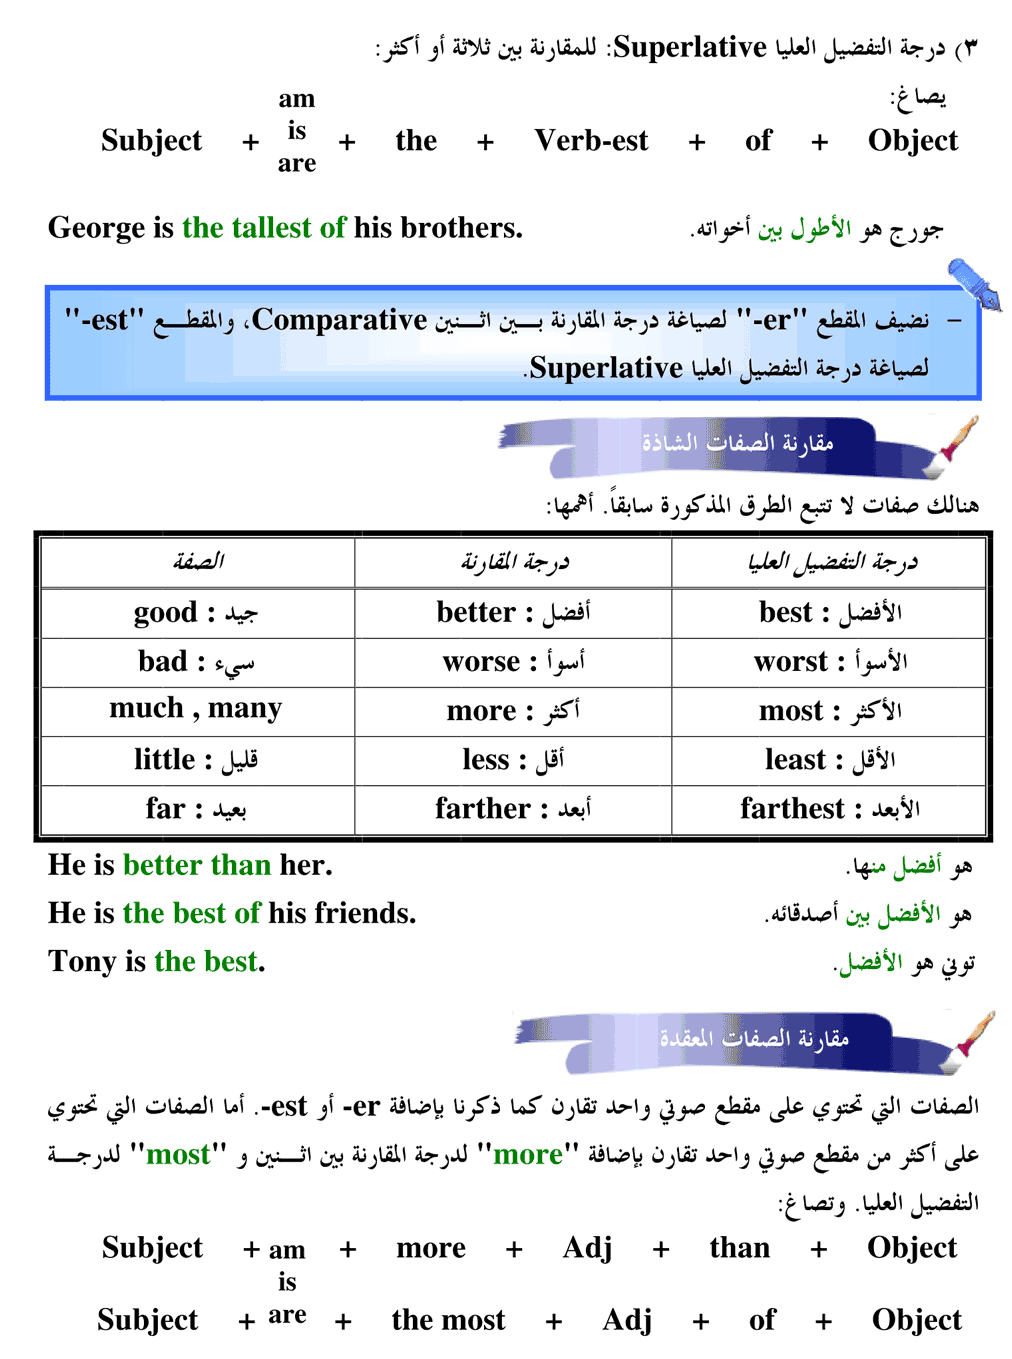 ٣) درجة التفضيل العليا Superlative: للمقارنة بين ثلاثة أو أكثر:
يصاغ:
am
is
Subject + are + the + Verb-est + of + Object
George is the tallest of his brothers. جورج هو الأطول بين أخواته.
– نضيف المقطع "er-" لصياغة درجة المقارنة بين اثنين Comparative، والمقطع "est-"
لصياغة درجة التفضيل العليا Superlative.
مقارنة الصفات الشاذة
هنالك صفات لا تتبع الطرق المذكورة سابقاً. أهمها:
الصفة درجة المقارنة درجة التفضيل العليا
good : جيد better : أفضل best : الأفضل
bad : سيء worse : أسوأ worst : الأسوأ
much , many more : أكثر most : الأكثر
little : قليل less : أقل least : الأقل
far : بعيد farther : أبعد farthest : الأبعد
He is better than her. هو أفضل منها.
He is the best of his friends. هو الأفضل بين أصدقائه.
Tony is the best. توني هو الأفضل.
مقارنة الصفات المعقدة
الصفات التي تحتوي على مقطع صوتي واحد تقارن كما ذكرنا بإضافة er- أو est-. أما الصفات التي تحتوي
على أكثر من مقطع صوتي واحد تقارن بإضافة "more" لدرجة المقارنة بين اثنين و "most" لدرجة
التفضيل العليا. وتصاغ:
Subject + am + more + Adj + than + Object
is
Subject + are + the most + Adj + of + Object